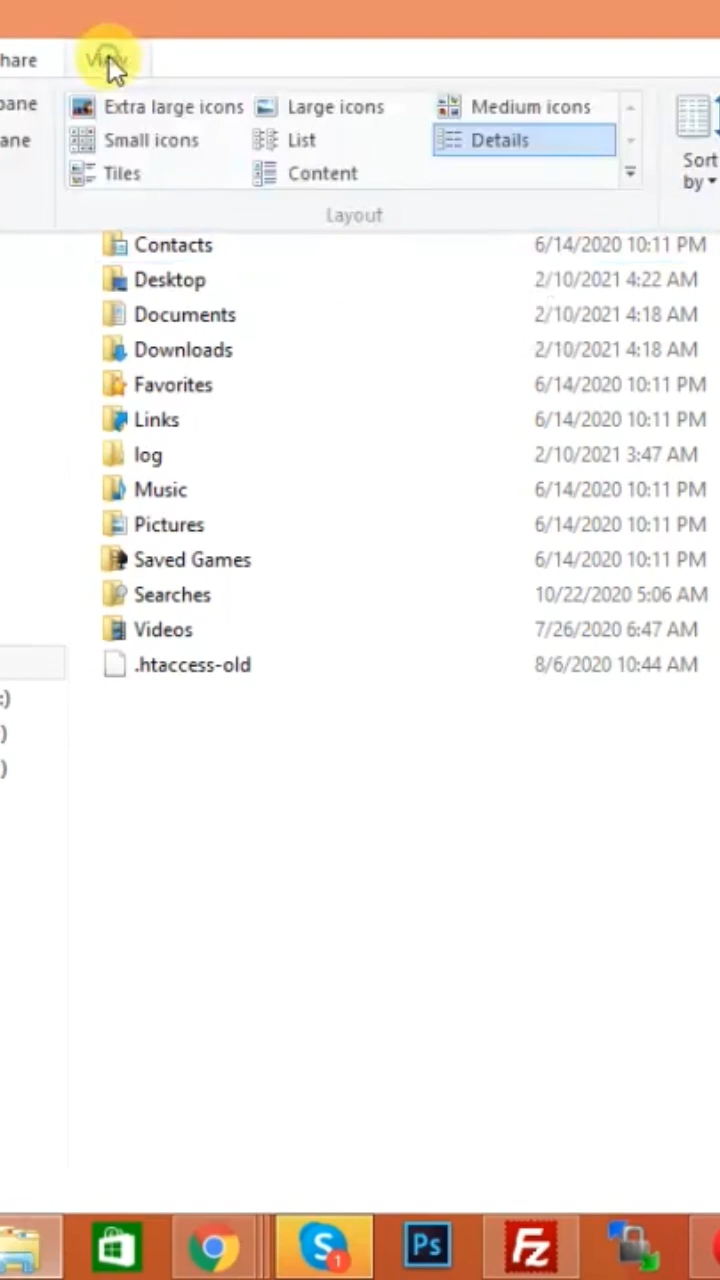 hare View
pane Extra large icons Large icons Medium icons
ane Small icons List Details
Tiles Content
Sort
by
Layout
Contacts 6/14/2020 10:11 PM
Desktop 2/10/2021 4:22 AM
Documents 2/10/2021 4:18 AM
Downloads 2/10/2021 4:18 AM
Favorites 6/14/2020 10:11 PM
Links 6/14/2020 10:11 PM
log 2/10/2021 3:47 AM
Music 6/14/2020 10:11 PM
Pictures 6/14/2020 10:11 PM
Saved Games 6/14/2020 10:11 PM
Searches 10/22/2020 5:06 AM
Videos 7/26/2020 6:47 AM
.htaccess-old 8/6/2020 10:44 AM
:)
)
)
S 1 Ps Fz